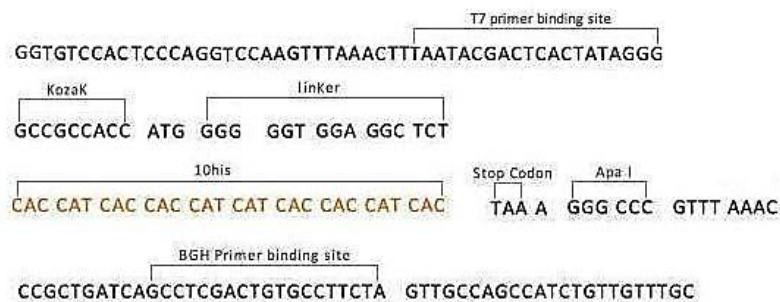 T7 primer binding site
GGTGTCCACTCCCAGGTCCAAGTTTAAACTTTAATACGACTCACTATAGGG
KozaK linker
GCCGCCACC ATG GGG GGT GGA GGC TCT
10his Stop Codon Apa I
CAC CAT CAC CAC CAT CAT CAC CAC CAT CAC TAA A GGG CCC GTTT AAAC
BGH Primer binding site
CCGCTGATCAGCCTCGACTGTGCCTTCTA GTTGCCAGCCATCTGTTGTTTGC